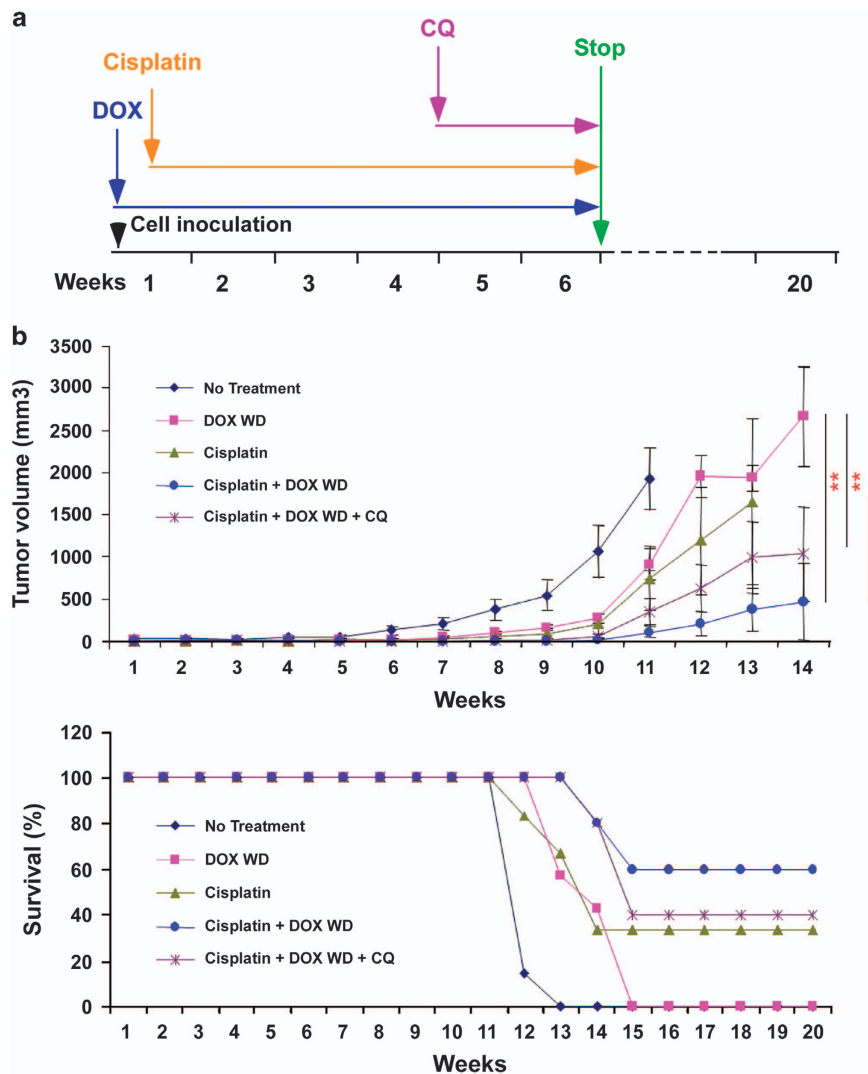 a
CQ
Stop
Cisplatin
DOX
Cell inoculation
Weeks 1 2 3 4 5 6 20
b
3500
3000
2500
2000
1500
1000
500
0
Tumor volume (mm3)
No Treatment
DOX WD
Cisplatin
Cisplatin + DOX WD
Cisplatin + DOX WD + CQ
** **
1 2 3 4 5 6 7 8 9 10 11 12 13 14
Weeks
120
100
80
60
40
20
0
Survival (%)
No Treatment
DOX WD
Cisplatin
Cisplatin + DOX WD
Cisplatin + DOX WD + CQ
1 2 3 4 5 6 7 8 9 10 11 12 13 14 15 16 17 18 19 20
Weeks